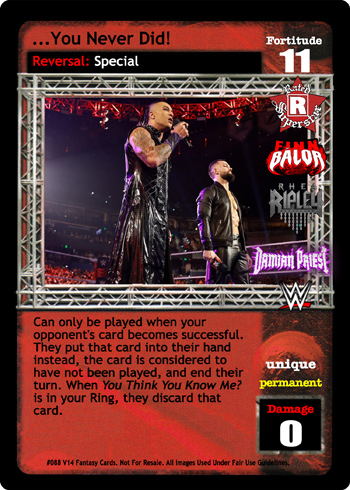 ...You Never Did!
Fortitude
11
Reversal: Special
Rated
R
Superstar
FINN
BALOR
RHEA
RIPLEY
DAMIAN PRIEST
W
Can only be played when your
opponent's card becomes successful.
They put that card into their hand
instead, the card is considered to
have not been played, and end their
turn. When You Think You Know Me?
is in your Ring, they discard that
card.
unique
permanent
Damage
0
#088 V14 Fantasy Cards. Not For Resale. All Images Used Under Fair Use Guidelines.